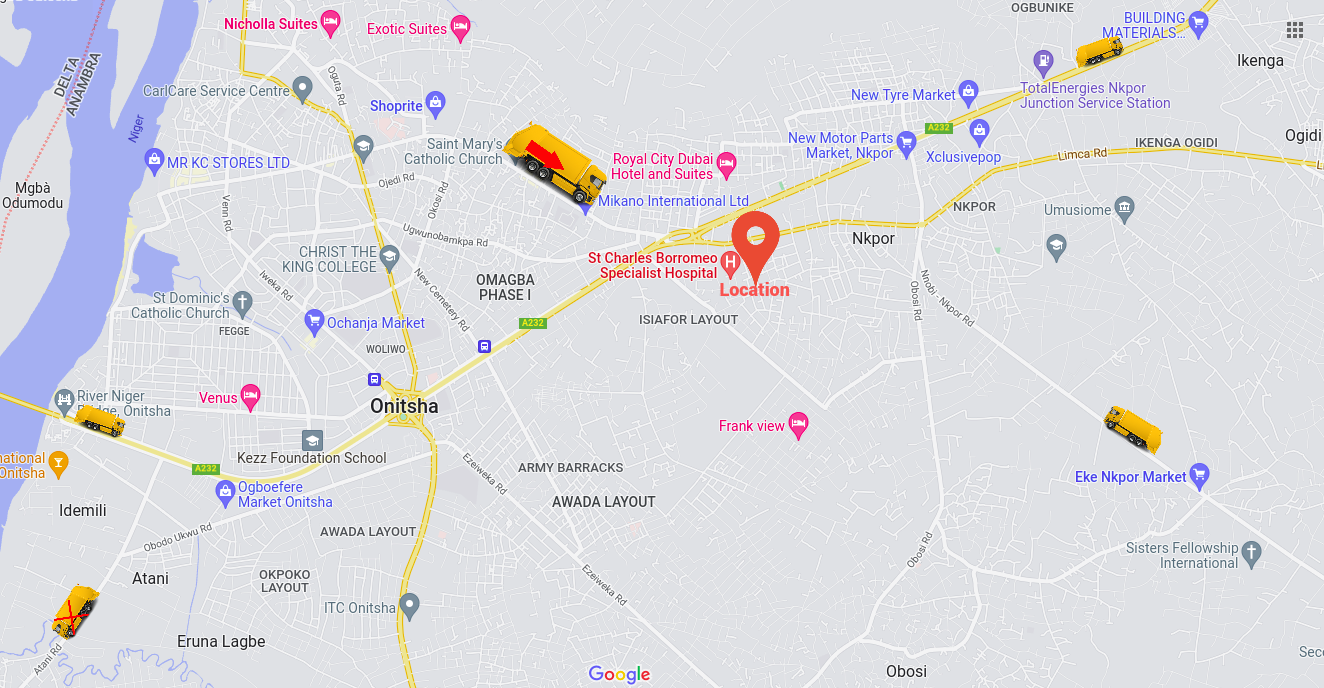 OGBUNIKE
Nicholla Suites
Exotic Suites
BUILDING
MATERIALS...
Ikenga
DELTA
ANAMBRA
CarlCare Service Centre
Oguta Rd
Shoprite
New Tyre Market
TotalEnergies Nkpor
Junction Service Station
A232
Niger
MR KC STORES LTD
Saint Mary's
Catholic Church
Royal City Dubai
Hotel and Suites
New Motor Parts
Market, Nkpor
Xclusivepop
IKENGA OGIDI
Ogidi
Limca Rd
Mgbà
Odumodu
Venn Rd
Ojedi Rd
Okosi Rd
Mikano International Ltd
NKPOR
Umusiome
Ugwunobamkpa Rd
Nkpor
CHRIST THE
KING COLLEGE
St Charles Borromeo
Specialist Hospital
H
Location
Iweka Rd
New Cemetery Rd
OMAGBA
PHASE I
Obosi Rd
Nnobi - Nkpor Rd
St Dominic's
Catholic Church
FEGGE
Ochanja Market
A232
ISIAFOR LAYOUT
WOLIWO
River Niger
Bridge, Onitsha
Venus
Onitsha
Frank view
Kezz Foundation School
national
Onitsha
A232
Ezeiweka Rd
ARMY BARRACKS
Eke Nkpor Market
Ogboefere
Market Onitsha
AWADA LAYOUT
Idemili
AWADA LAYOUT
Obodo Ukwu Rd
Obosi Rd
Sisters Fellowship
International
Atani
OKPOKO
LAYOUT
Ezeiweka Rd
ITC Onitsha
Eruna Lagbe
Atani Rd
Obosi
Google